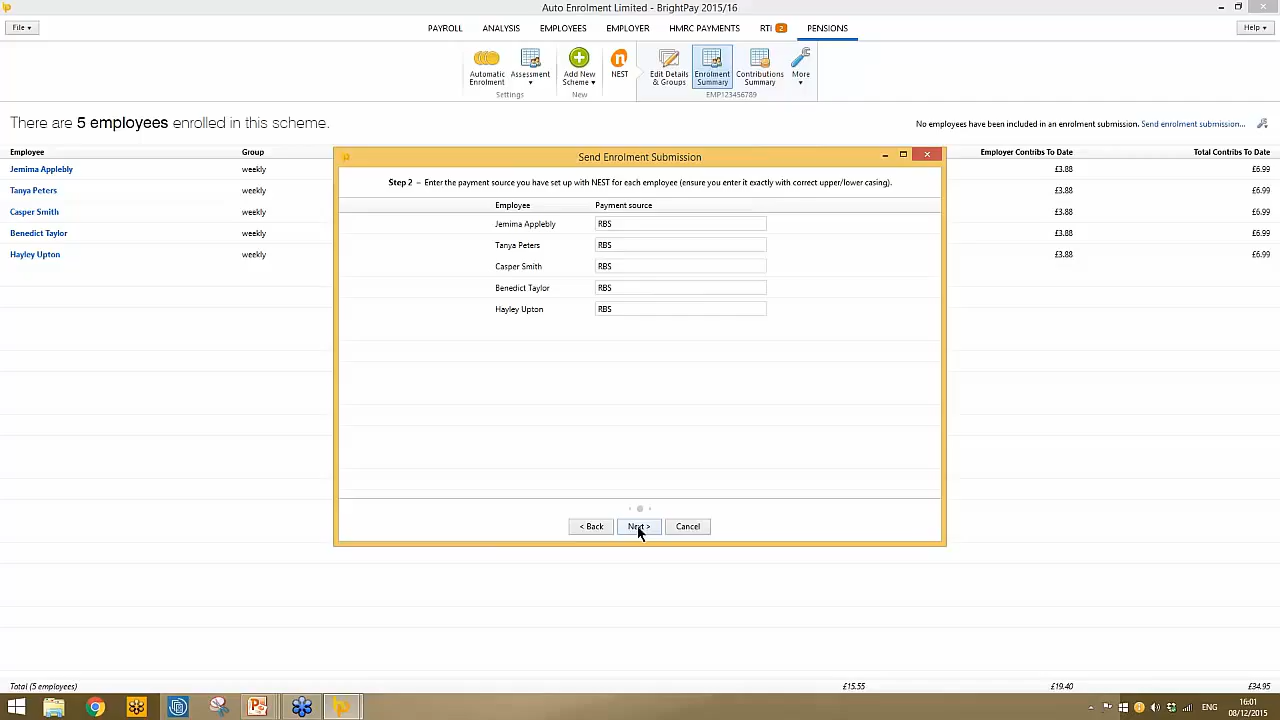 Auto Enrolment Limited - BrightPay 2015/16
File
PAYROLL ANALYSIS EMPLOYEES EMPLOYER HMRC PAYMENTS RTI 2 PENSIONS
Help
Automatic Enrolment
Assessment
Settings
Add New Scheme
New
n
NEST
Edit Details & Groups
Enrolment Summary
Contributions Summary
More
EMP123456789
There are 5 employees enrolled in this scheme.
No employees have been included in an enrolment submission. Send enrolment submission...
Employee Group Employer Contribs To Date Total Contribs To Date
Jemima Applebly weekly £3.88 £6.99
Tanya Peters weekly £3.88 £6.99
Casper Smith weekly £3.88 £6.99
Benedict Taylor weekly £3.88 £6.99
Hayley Upton weekly £3.88 £6.99
Send Enrolment Submission
Step 2 – Enter the payment source you have set up with NEST for each employee (ensure you enter it exactly with correct upper/lower casing).
Employee Payment source
Jemima Applebly RBS
Tanya Peters RBS
Casper Smith RBS
Benedict Taylor RBS
Hayley Upton RBS
< Back Next > Cancel
Total (5 employees) £15.55 £19.40 £34.95
ENG
16:01
08/12/2015